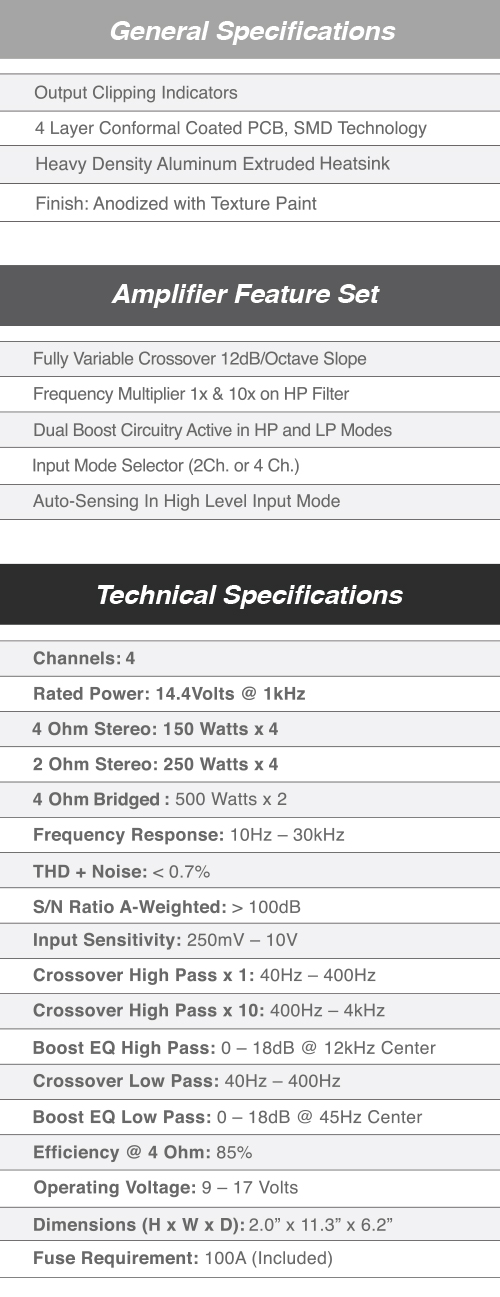 General Specifications
Output Clipping Indicators
4 Layer Conformal Coated PCB, SMD Technology
Heavy Density Aluminum Extruded Heatsink
Finish: Anodized with Texture Paint
Amplifier Feature Set
Fully Variable Crossover 12dB/Octave Slope
Frequency Multiplier 1x & 10x on HP Filter
Dual Boost Circuitry Active in HP and LP Modes
Input Mode Selector (2Ch. or 4 Ch.)
Auto-Sensing In High Level Input Mode
Technical Specifications
Channels: 4
Rated Power: 14.4Volts @ 1kHz
4 Ohm Stereo: 150 Watts x 4
2 Ohm Stereo: 250 Watts x 4
4 Ohm Bridged : 500 Watts x 2
Frequency Response: 10Hz – 30kHz
THD + Noise: < 0.7%
S/N Ratio A-Weighted: > 100dB
Input Sensitivity: 250mV – 10V
Crossover High Pass x 1: 40Hz – 400Hz
Crossover High Pass x 10: 400Hz – 4kHz
Boost EQ High Pass: 0 – 18dB @ 12kHz Center
Crossover Low Pass: 40Hz – 400Hz
Boost EQ Low Pass: 0 – 18dB @ 45Hz Center
Efficiency @ 4 Ohm: 85%
Operating Voltage: 9 – 17 Volts
Dimensions (H x W x D): 2.0” x 11.3” x 6.2”
Fuse Requirement: 100A (Included)